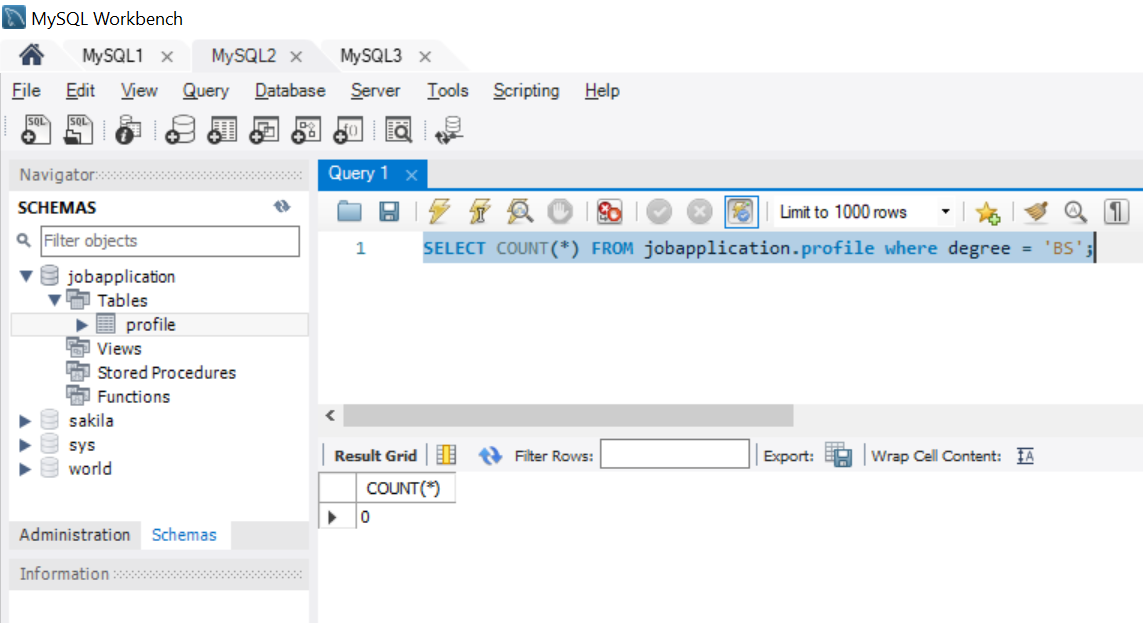 MySQL Workbench
MySQL1 × MySQL2 × MySQL3 ×
File Edit View Query Database Server Tools Scripting Help
SQL SQL
Navigator
SCHEMAS
Filter objects
jobapplication
Tables
profile
Views
Stored Procedures
Functions
sakila
sys
world
Administration Schemas
Information
Query 1 ×
Limit to 1000 rows
1 SELECT COUNT(*) FROM jobapplication.profile where degree = 'BS';
Result Grid Filter Rows: Export: Wrap Cell Content:
COUNT(*)
0